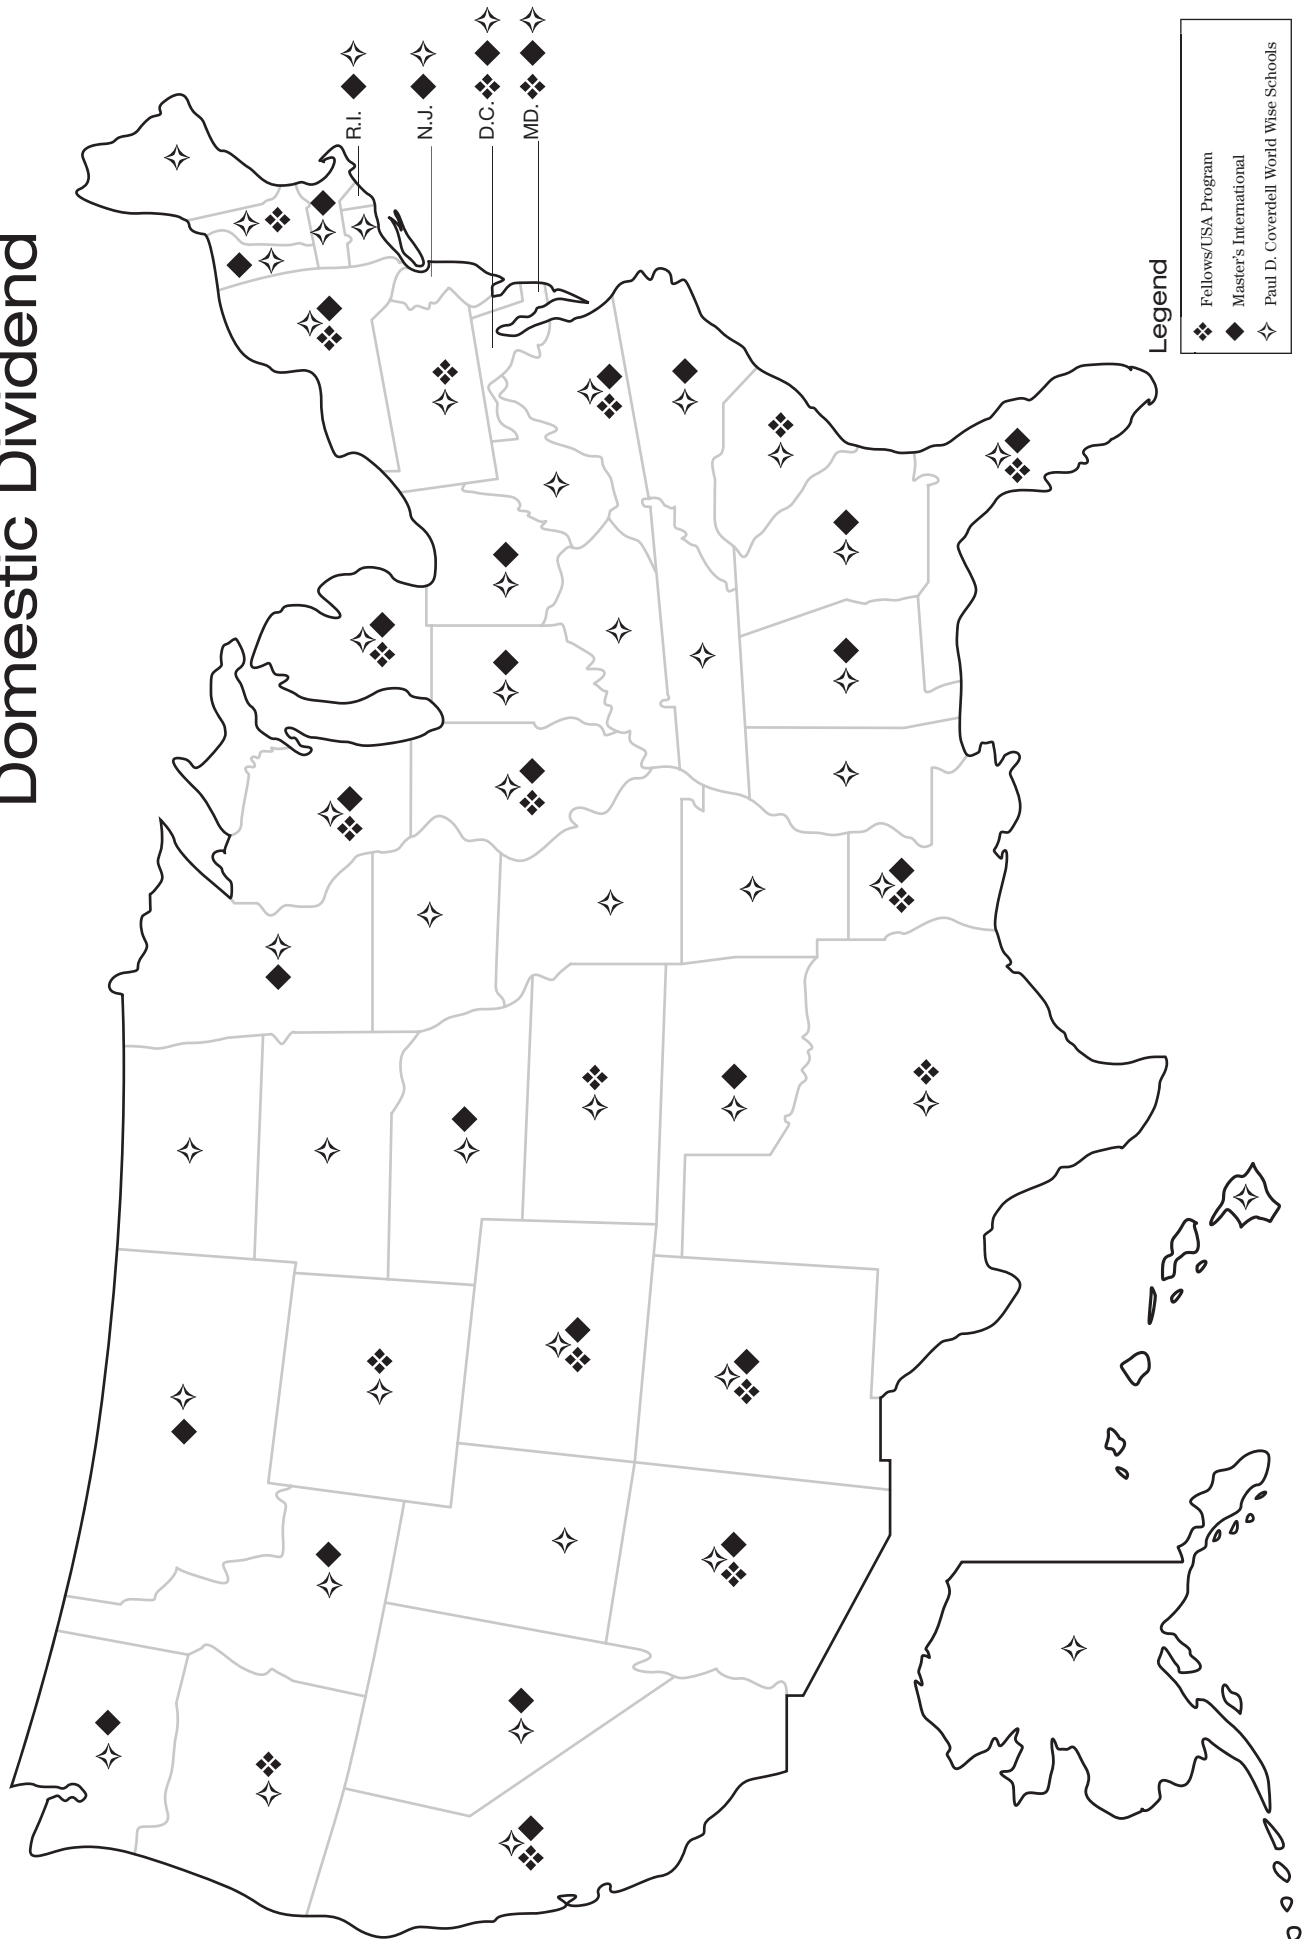 Domestic Dividend
R.I.
N.J.
D.C.
MD.
Legend
Fellows/USA Program
Master's International
Paul D. Coverdell World Wise Schools